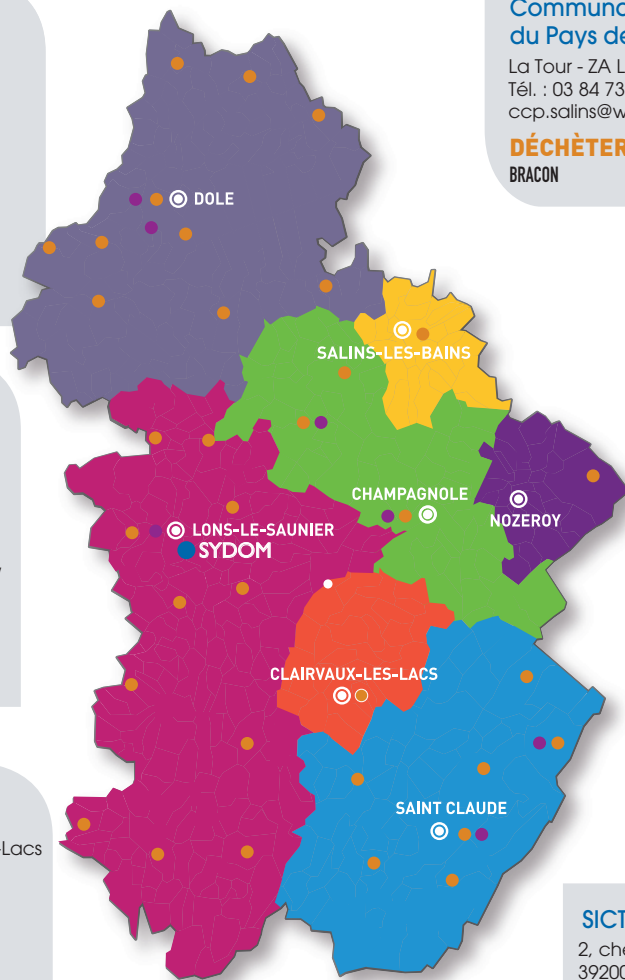 Commun
du Pays de
La Tour - ZA L
Tél. : 03 84 73
ccp.salins@w
DÉCHÈTER
BRACON
DOLE
SALINS-LES-BAINS
CHAMPAGNOLE
NOZEROY
LONS-LE-SAUNIER
SYDOM
CLAIRVAUX-LES-LACS
SAINT CLAUDE
-Lacs
SICT
2, che
39200